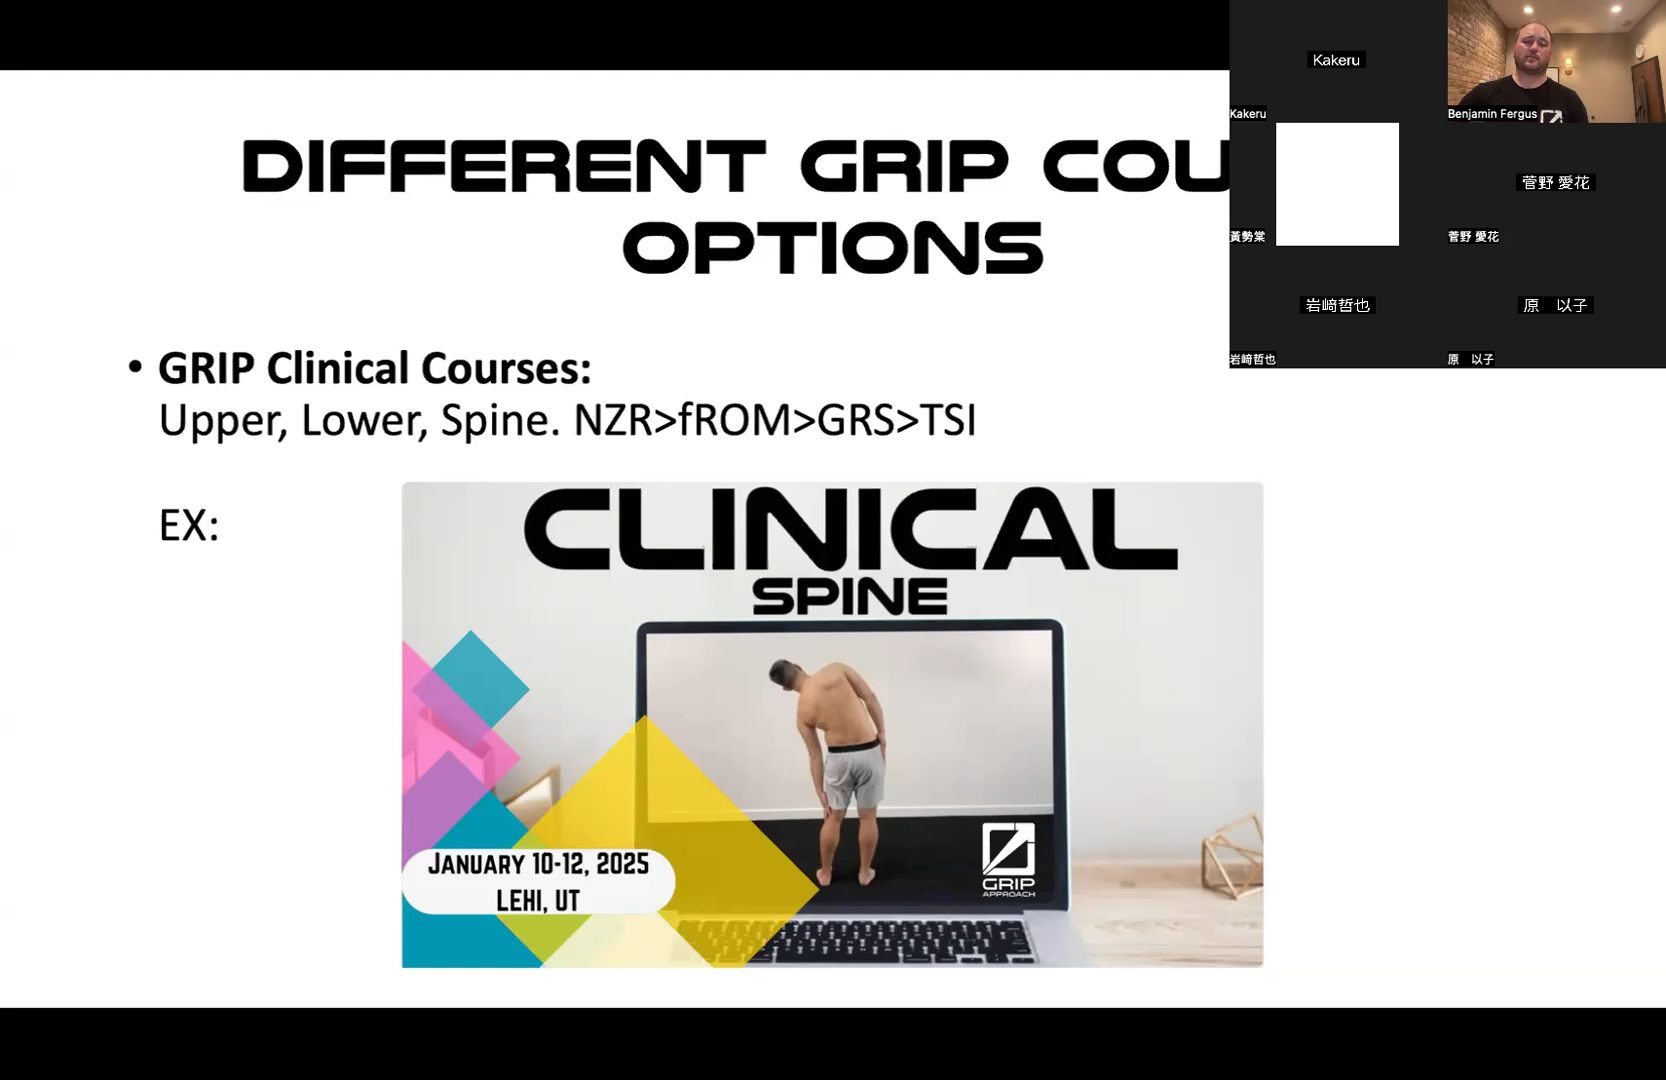 DIFFERENT GRIP COU
OPTIONS
• GRIP Clinical Courses:
Upper, Lower, Spine. NZR>fROM>GRS>TSI
EX:
CLINICAL
SPINE
JANUARY 10-12, 2025
LEHI, UT
GRIP
APPROACH
Kakeru
Kakeru
Benjamin Fergus
黃勢棠
菅野 愛花
菅野 愛花
岩﨑哲也
岩﨑哲也
原　以子
原　以子